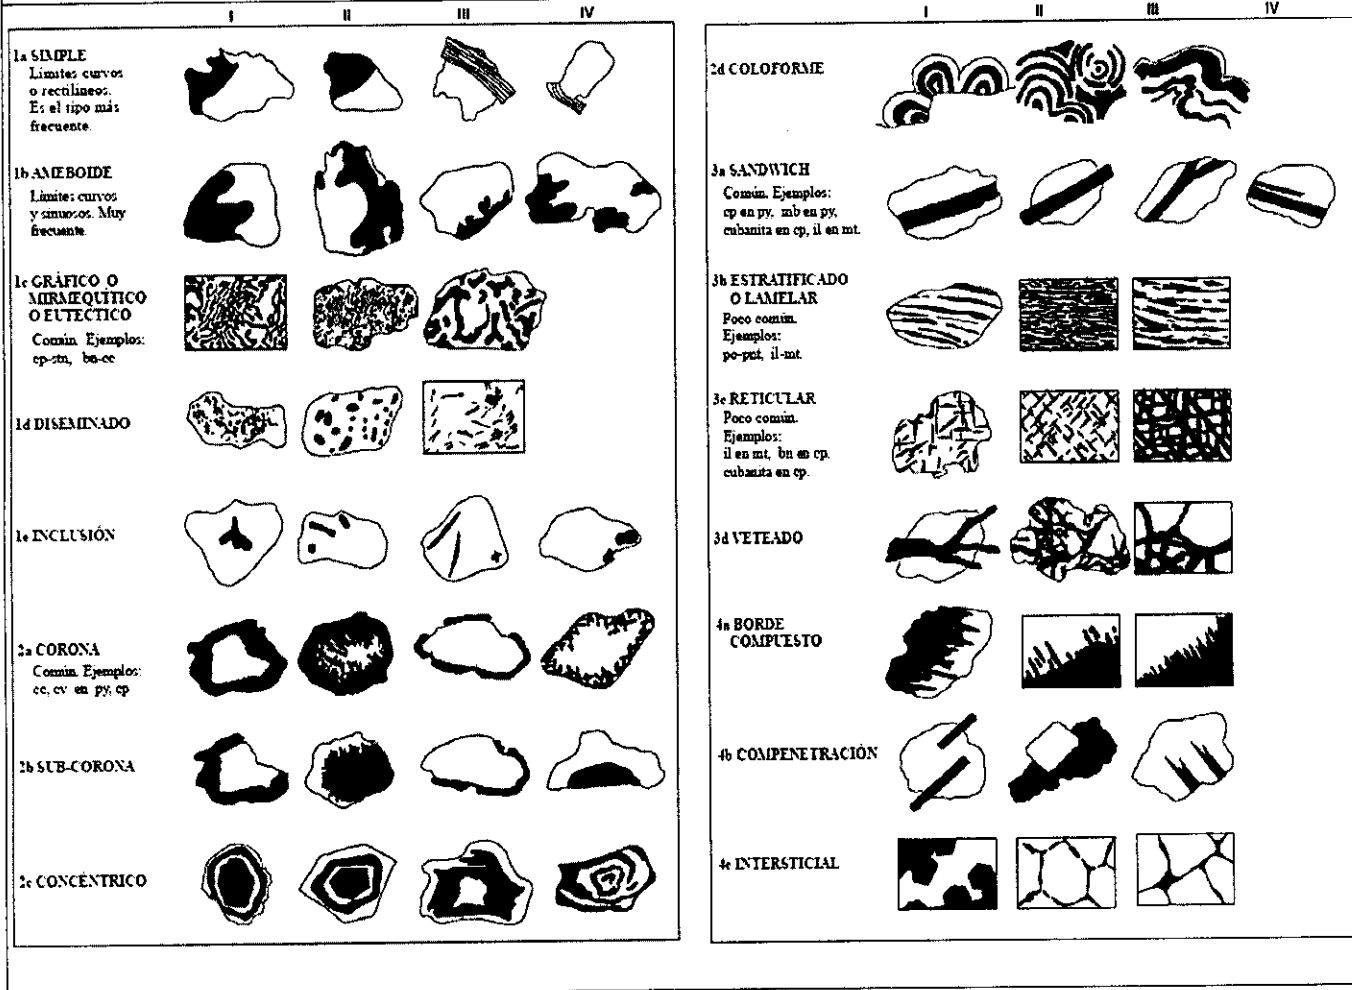 I II III IV
1a SIMPLE
Límites curvos
o rectilíneos.
Es el tipo más
frecuente.
1b AMEBOIDE
Límites curvos
y sinuosos. Muy
frecuente.
1c GRÁFICO O
MIRMEQUÍTICO
O EUTECTICO
Común. Ejemplos:
cp-stn, bn-cc
1d DISEMINADO
1e INCLUSIÓN
2a CORONA
Común. Ejemplos:
cc, cv en py, cp
2b SUB-CORONA
2c CONCÉNTRICO
I II III IV
2d COLOFORME
3a SANDWICH
Común. Ejemplos:
cp en py, mb en py,
cubanita en cp, il en mt.
3b ESTRATIFICADO
O LAMELAR
Poco común.
Ejemplos:
po-pnt, il-mt.
3c RETICULAR
Poco común.
Ejemplos:
il en mt, bn en cp.
cubanita en cp.
3d VETEADO
4a BORDE
COMPUESTO
4b COMPENETRACIÓN
4c INTERSTICIAL